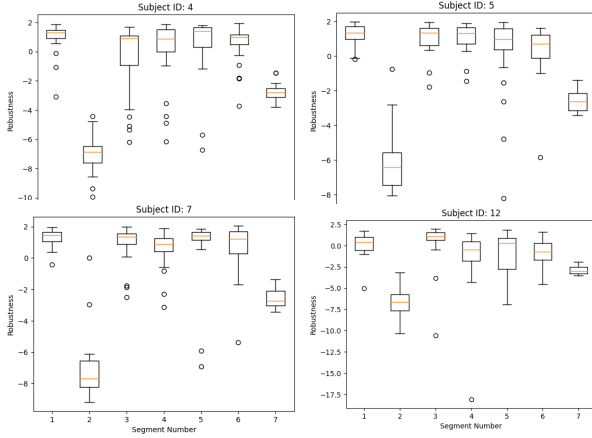 Subject ID: 4
2
0
−2
−4
−6
−8
−10
Robustness
Subject ID: 5
2
0
−2
−4
−6
−8
Robustness
Subject ID: 7
2
0
−2
−4
−6
−8
Robustness
1 2 3 4 5 6 7
Segment Number
Subject ID: 12
2.5
0.0
−2.5
−5.0
−7.5
−10.0
−12.5
−15.0
−17.5
Robustness
1 2 3 4 5 6 7
Segment Number